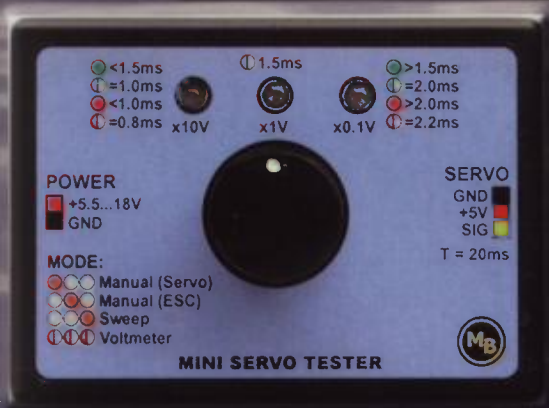 <1.5ms
=1.0ms
<1.0ms
=0.8ms
1.5ms
>1.5ms
=2.0ms
>2.0ms
=2.2ms
x10V
x1V
x0.1V
POWER
+5.5...18V
GND
SERVO
GND
+5V
SIG
T = 20ms
MODE:
Manual (Servo)
Manual (ESC)
Sweep
Voltmeter
MB
MINI SERVO TESTER